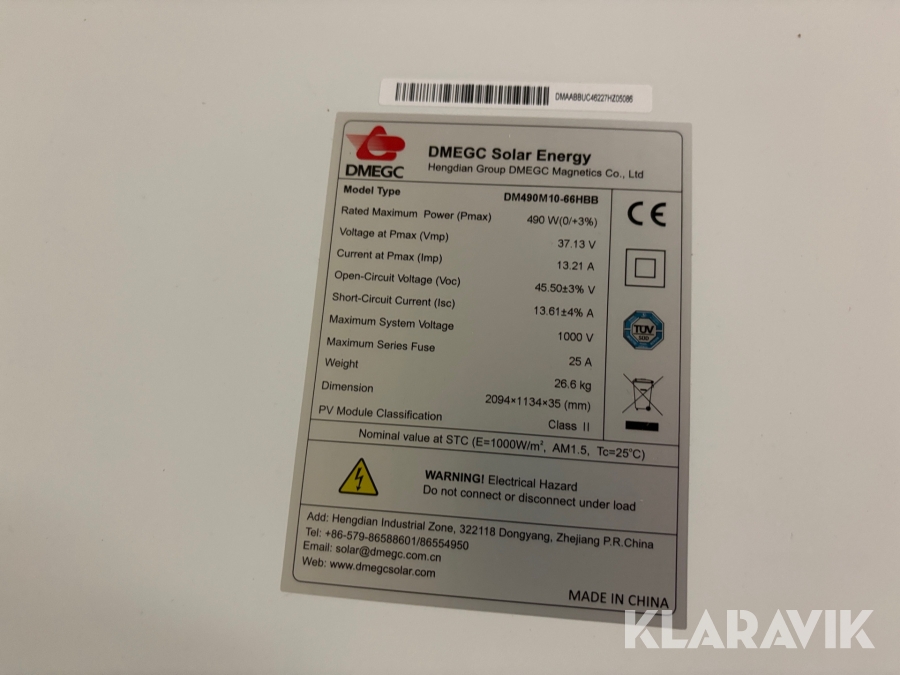 DMAABBUC46227HZ05086
DMEGC
DMEGC Solar Energy
Hengdian Group DMEGC Magnetics Co., Ltd
Model Type DM490M10-66HBB
Rated Maximum Power (Pmax) 490 W(0/+3%)
Voltage at Pmax (Vmp) 37.13 V
Current at Pmax (Imp) 13.21 A
Open-Circuit Voltage (Voc) 45.50±3% V
Short-Circuit Current (Isc) 13.61±4% A
Maximum System Voltage 1000 V
Maximum Series Fuse 25 A
Weight 26.6 kg
Dimension 2094×1134×35 (mm)
PV Module Classification Class II
CE
TÜV
Nominal value at STC (E=1000W/m², AM1.5, Tc=25°C)
WARNING! Electrical Hazard
Do not connect or disconnect under load
Add: Hengdian Industrial Zone, 322118 Dongyang, Zhejiang P.R.China
Tel: +86-579-86588601/86554950
Email: solar@dmegc.com.cn
Web: www.dmegcsolar.com
MADE IN CHINA
KLARAVIK